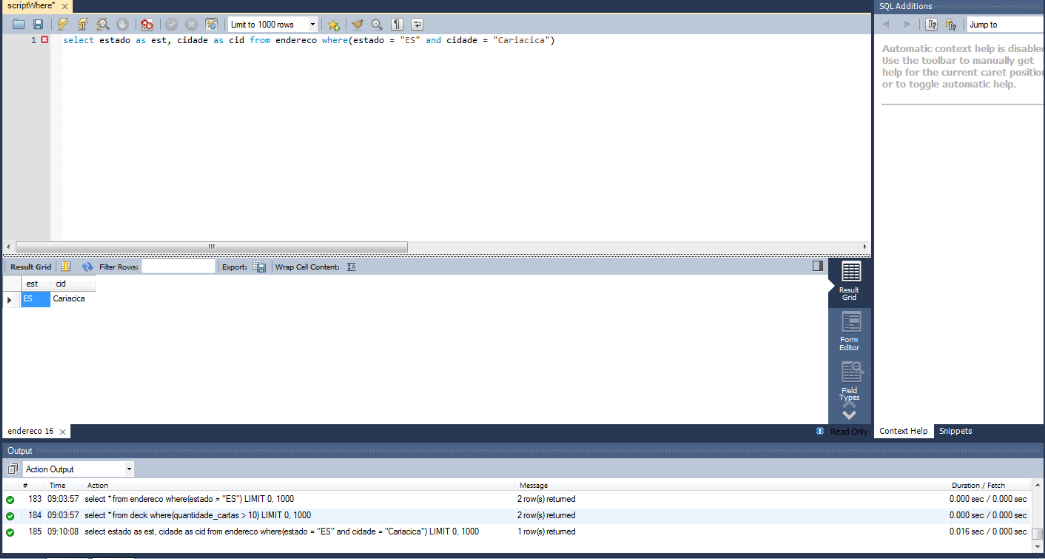 scriptWhere*
SQL Additions
Limit to 1000 rows
Jump to
1 select estado as est, cidade as cid from endereco where(estado = "ES" and cidade = "Cariacica")
Automatic context help is disable
Use the toolbar to manually get
help for the current caret position
or to toggle automatic help.
Result Grid Filter Rows: Export: Wrap Cell Content:
est cid
ES Cariacica
Result
Grid
Form
Editor
Field
Types
endereco 16
Read Only
Context Help Snippets
Output
Action Output
# Time Action Message Duration / Fetch
183 09:03:57 select * from endereco where(estado = "ES") LIMIT 0, 1000 2 row(s) returned 0.000 sec / 0.000 sec
184 09:03:57 select * from deck where(quantidade_cartas > 10) LIMIT 0, 1000 2 row(s) returned 0.000 sec / 0.000 sec
185 09:10:08 select estado as est, cidade as cid from endereco where(estado = "ES" and cidade = "Cariacica") LIMIT 0, 1000 1 row(s) returned 0.016 sec / 0.000 sec